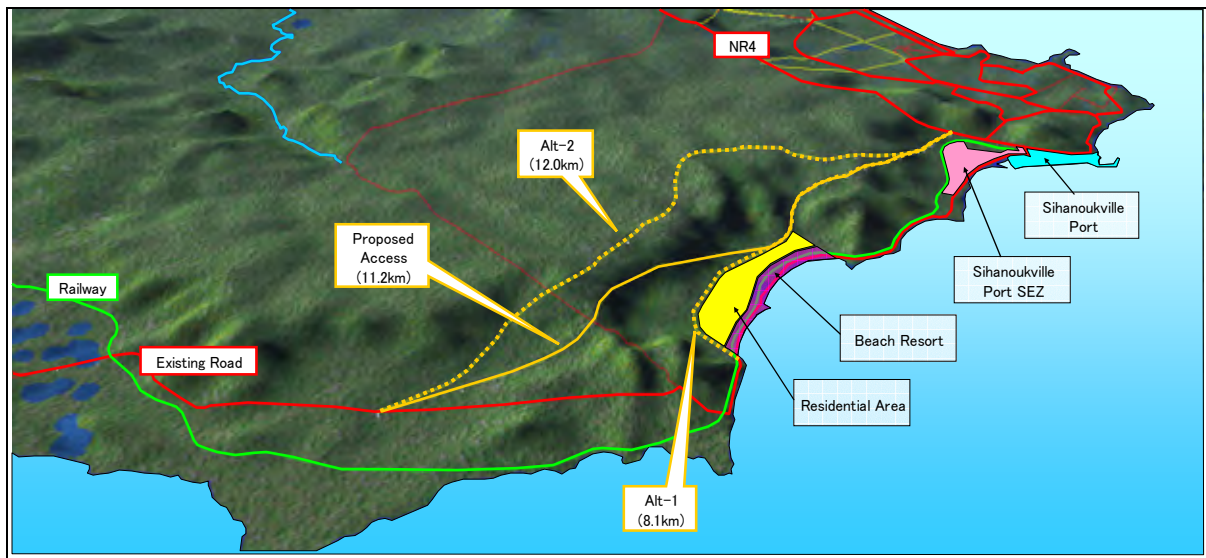 NR4
Alt-2
(12.0km)
Proposed
Access
(11.2km)
Railway
Existing Road
Sihanoukville
Port
Sihanoukville
Port SEZ
Beach Resort
Residential Area
Alt-1
(8.1km)